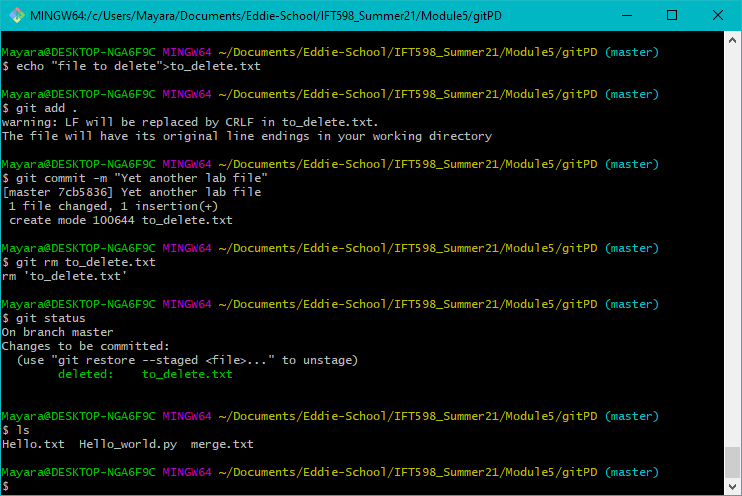 MINGW64:/c/Users/Mayara/Documents/Eddie-School/IFT598_Summer21/Module5/gitPD
Mayara@DESKTOP-NGA6F9C MINGW64 ~/Documents/Eddie-School/IFT598_Summer21/Module5/gitPD (master)
$ echo "file to delete">to_delete.txt
Mayara@DESKTOP-NGA6F9C MINGW64 ~/Documents/Eddie-School/IFT598_Summer21/Module5/gitPD (master)
$ git add .
warning: LF will be replaced by CRLF in to_delete.txt.
The file will have its original line endings in your working directory
Mayara@DESKTOP-NGA6F9C MINGW64 ~/Documents/Eddie-School/IFT598_Summer21/Module5/gitPD (master)
$ git commit -m "Yet another lab file"
[master 7cb5836] Yet another lab file
 1 file changed, 1 insertion(+)
 create mode 100644 to_delete.txt
Mayara@DESKTOP-NGA6F9C MINGW64 ~/Documents/Eddie-School/IFT598_Summer21/Module5/gitPD (master)
$ git rm to_delete.txt
rm 'to_delete.txt'
Mayara@DESKTOP-NGA6F9C MINGW64 ~/Documents/Eddie-School/IFT598_Summer21/Module5/gitPD (master)
$ git status
On branch master
Changes to be committed:
  (use "git restore --staged <file>..." to unstage)
        deleted:    to_delete.txt
Mayara@DESKTOP-NGA6F9C MINGW64 ~/Documents/Eddie-School/IFT598_Summer21/Module5/gitPD (master)
$ ls
Hello.txt  Hello_world.py  merge.txt
Mayara@DESKTOP-NGA6F9C MINGW64 ~/Documents/Eddie-School/IFT598_Summer21/Module5/gitPD (master)
$